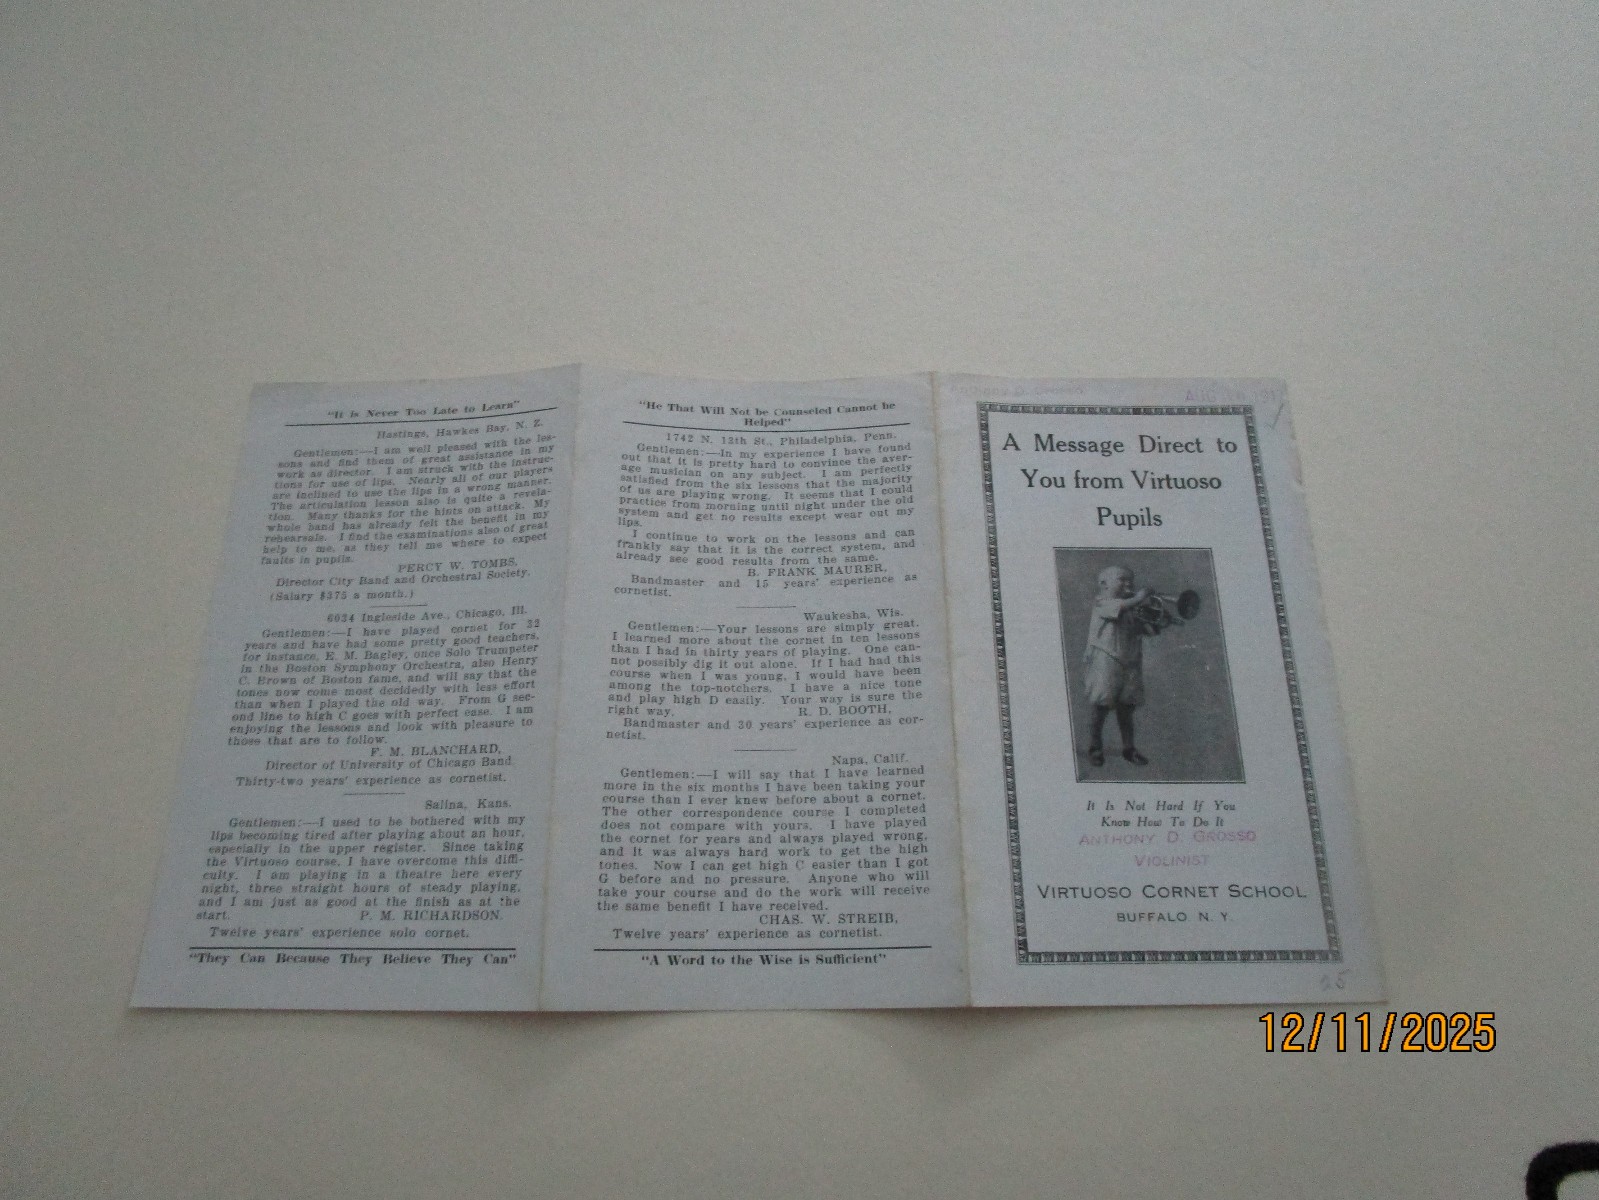 "It is Never Too Late to Learn"
Hastings, Hawkes Bay, N. Z.
Gentlemen:—I am well pleased with the les-
sons and find them of great assistance in my
work as director. I am struck with the instruc-
tions for use of lips. Nearly all of our players
are inclined to use the lips in a wrong manner.
The articulation lesson also is quite a revela-
tion. Many thanks for the hints on attack. My
whole band has already felt the benefit in my
rehearsals. I find the examinations also of great
help to me, as they tell me where to expect
faults in pupils.
PERCY W. TOMBS,
Director City Band and Orchestral Society.
(Salary $375 a month.)
6034 Ingleside Ave., Chicago, Ill.
Gentlemen:—I have played cornet for 32
years and have had some pretty good teachers,
for instance, E. M. Bagley, once Solo Trumpeter
in the Boston Symphony Orchestra, also Henry
C. Brown of Boston fame, and will say that the
tones now come most decidedly with less effort
than when I played the old way. From G sec-
ond line to high C goes with perfect ease. I am
enjoying the lessons and look with pleasure to
those that are to follow.
F. M. BLANCHARD,
Director of University of Chicago Band.
Thirty-two years' experience as cornetist.
Salina, Kans.
Gentlemen:—I used to be bothered with my
lips becoming tired after playing about an hour,
especially in the upper register. Since taking
the Virtuoso course, I have overcome this diffi-
culty. I am playing in a theatre here every
night, three straight hours of steady playing,
and I am just as good at the finish as at the
start. P. M. RICHARDSON.
Twelve years' experience solo cornet.
"They Can Because They Believe They Can"
"He That Will Not be Counseled Cannot be
Helped"
1742 N. 12th St., Philadelphia, Penn.
Gentlemen:—In my experience I have found
out that it is pretty hard to convince the aver-
age musician on any subject. I am perfectly
satisfied from the six lessons that the majority
of us are playing wrong. It seems that I could
practice from morning until night under the old
system and get no results except wear out my
lips.
I continue to work on the lessons and can
frankly say that it is the correct system, and
already see good results from the same.
B. FRANK MAURER,
Bandmaster and 15 years' experience as
cornetist.
Waukesha, Wis.
Gentlemen:—Your lessons are simply great.
I learned more about the cornet in ten lessons
than I had in thirty years of playing. One can-
not possibly dig it out alone. If I had had this
course when I was young, I would have been
among the top-notchers. I have a nice tone
and play high D easily. Your way is sure the
right way. R. D. BOOTH,
Bandmaster and 30 years' experience as cor-
netist.
Napa, Calif.
Gentlemen:—I will say that I have learned
more in the six months I have been taking your
course than I ever knew before about a cornet.
The other correspondence course I completed
does not compare with yours. I have played
the cornet for years and always played wrong,
and it was always hard work to get the high
tones. Now I can get high C easier than I got
G before and no pressure. Anyone who will
take your course and do the work will receive
the same benefit I have received.
CHAS. W. STREIB,
Twelve years' experience as cornetist.
"A Word to the Wise is Sufficient"
Anthony D. Grosso
AUG
A Message Direct to
You from Virtuoso
Pupils
It Is Not Hard If You
Know How To Do It
ANTHONY D. GROSSO
VIOLINIST
VIRTUOSO CORNET SCHOOL
BUFFALO N. Y.
25
12/11/2025